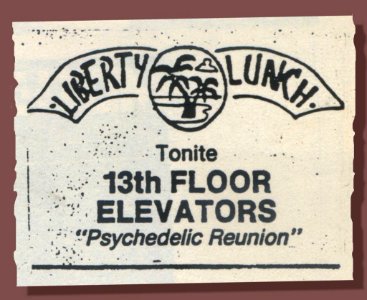 LIBERTY LUNCH
Tonite
13th FLOOR
ELEVATORS
"Psychedelic Reunion"